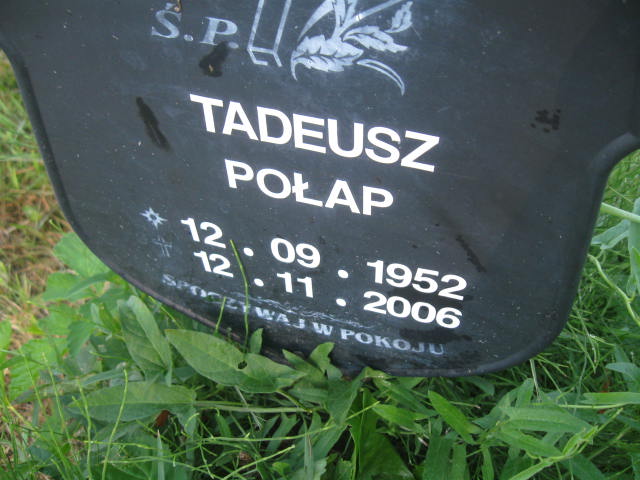 Ś.P.
TADEUSZ
POŁAP
12 . 09 . 1952
12 . 11 . 2006
SPOCZYWAJ W POKOJU